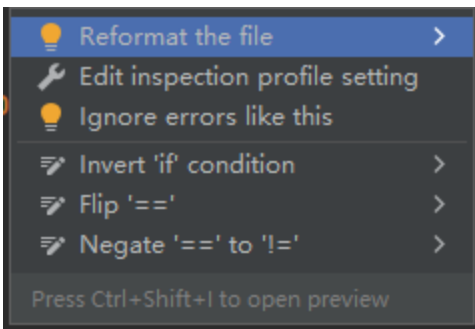 Reformat the file
Edit inspection profile setting
Ignore errors like this
Invert 'if' condition
Flip '=='
Negate '==' to '!='
Press Ctrl+Shift+I to open preview